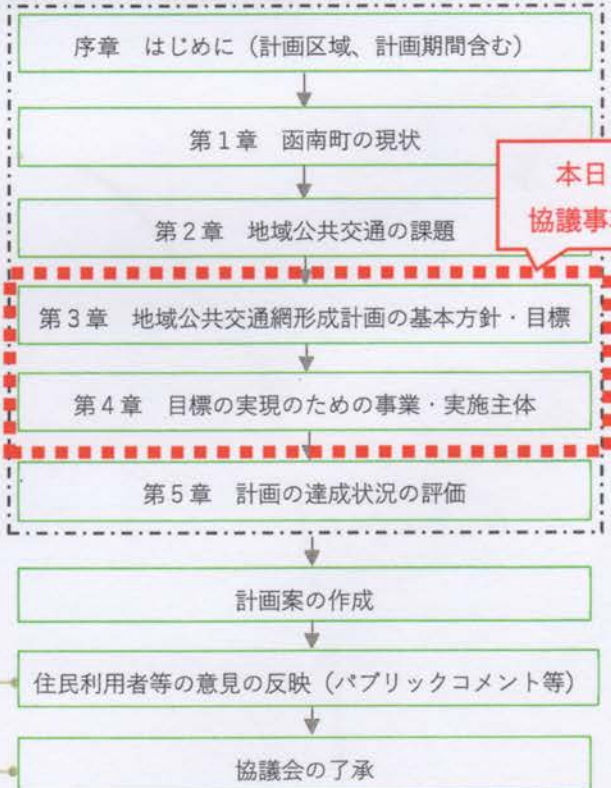 序章 はじめに(計画区域、計画期間含む)
第1章 函南町の現状
本日
協議事
第2章 地域公共交通の課題
第3章 地域公共交通網形成計画の基本方針・目標
第4章 目標の実現のための事業・実施主体
第5章 計画の達成状況の評価
計画案の作成
住民利用者等の意見の反映(パブリックコメント等)
協議会の了承